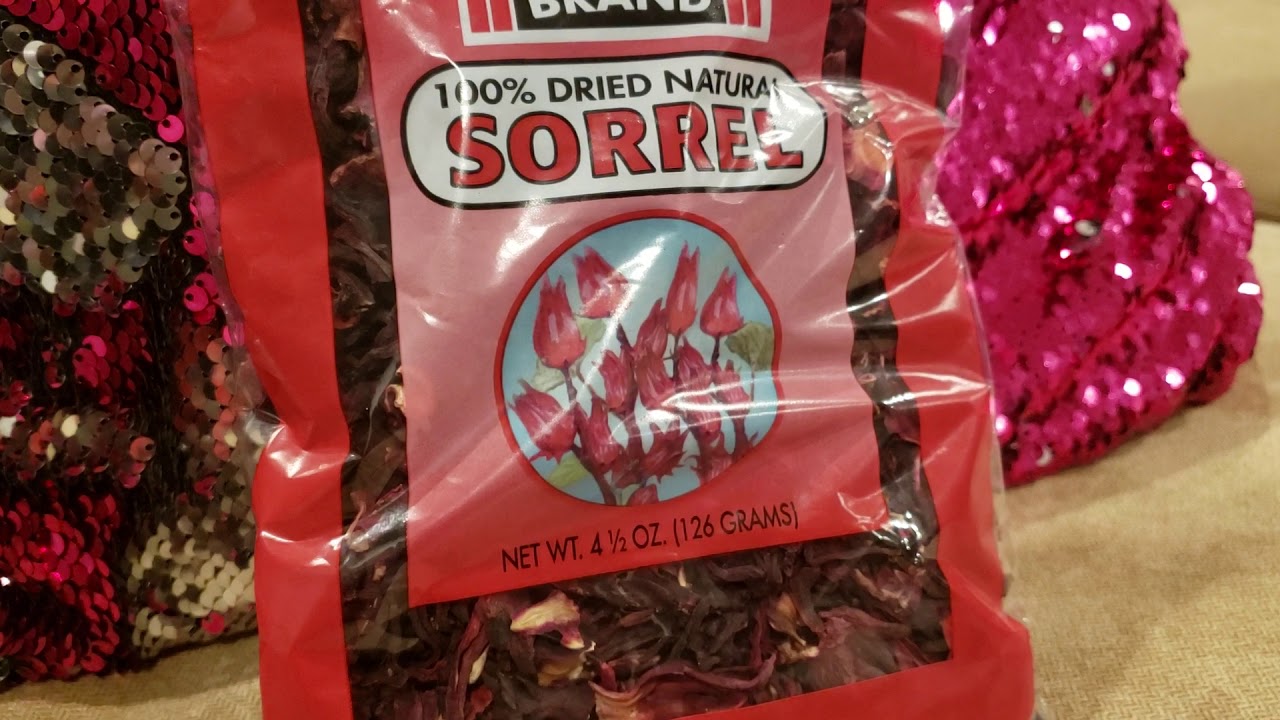 BRAND
100% DRIED NATURAL
SORREL
NET WT. 4 ½ OZ. (126 GRAMS)